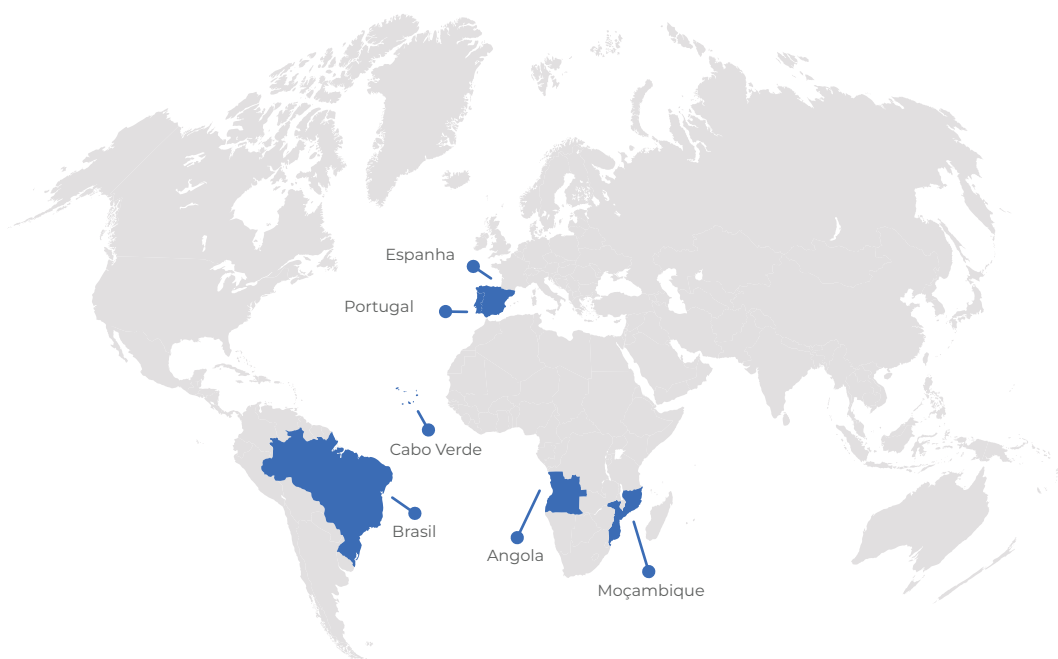 Espanha
Portugal
Cabo Verde
Brasil
Angola
Moçambique